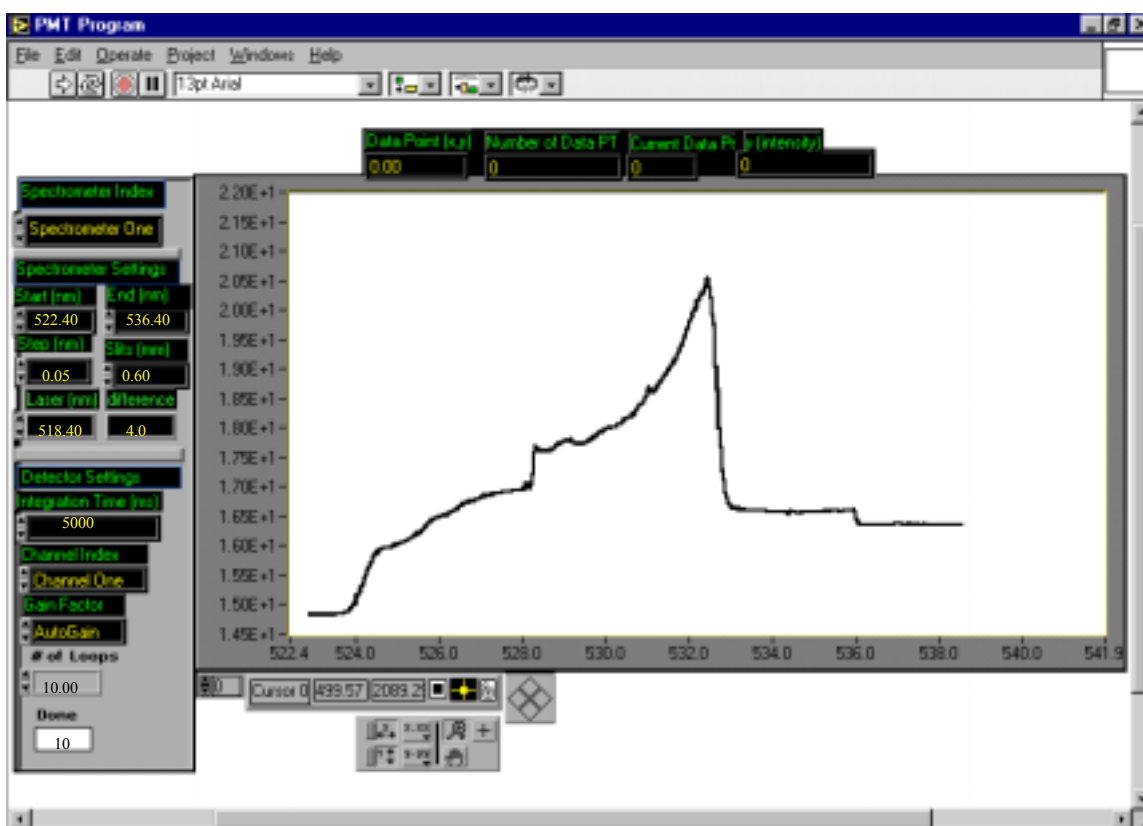 PMT Program
File Edit Operate Project Windows Help
13pt Arial
Data Point (x,y) Number of Data PT Current Data P y (intensity)
0.00 0 0 0
Spectrometer Index
Spectrometer One
Spectrometer Settings
Start (nm) End (nm)
522.40 536.40
Step (nm) Slits (mm)
0.05 0.60
Laser (nm) difference
518.40 4.0
Detector Settings
Integration Time (ms)
5000
Channel Index
Channel One
Gain Factor
AutoGain
# of Loops
10.00
Done
10
2.20E+1
2.15E+1
2.10E+1
2.05E+1
2.00E+1
1.95E+1
1.90E+1
1.85E+1
1.80E+1
1.75E+1
1.70E+1
1.65E+1
1.60E+1
1.55E+1
1.50E+1
1.45E+1
522.4 524.0 526.0 528.0 530.0 532.0 534.0 536.0 538.0 540.0 541.9
0 Cursor 0 499.57 2089.2